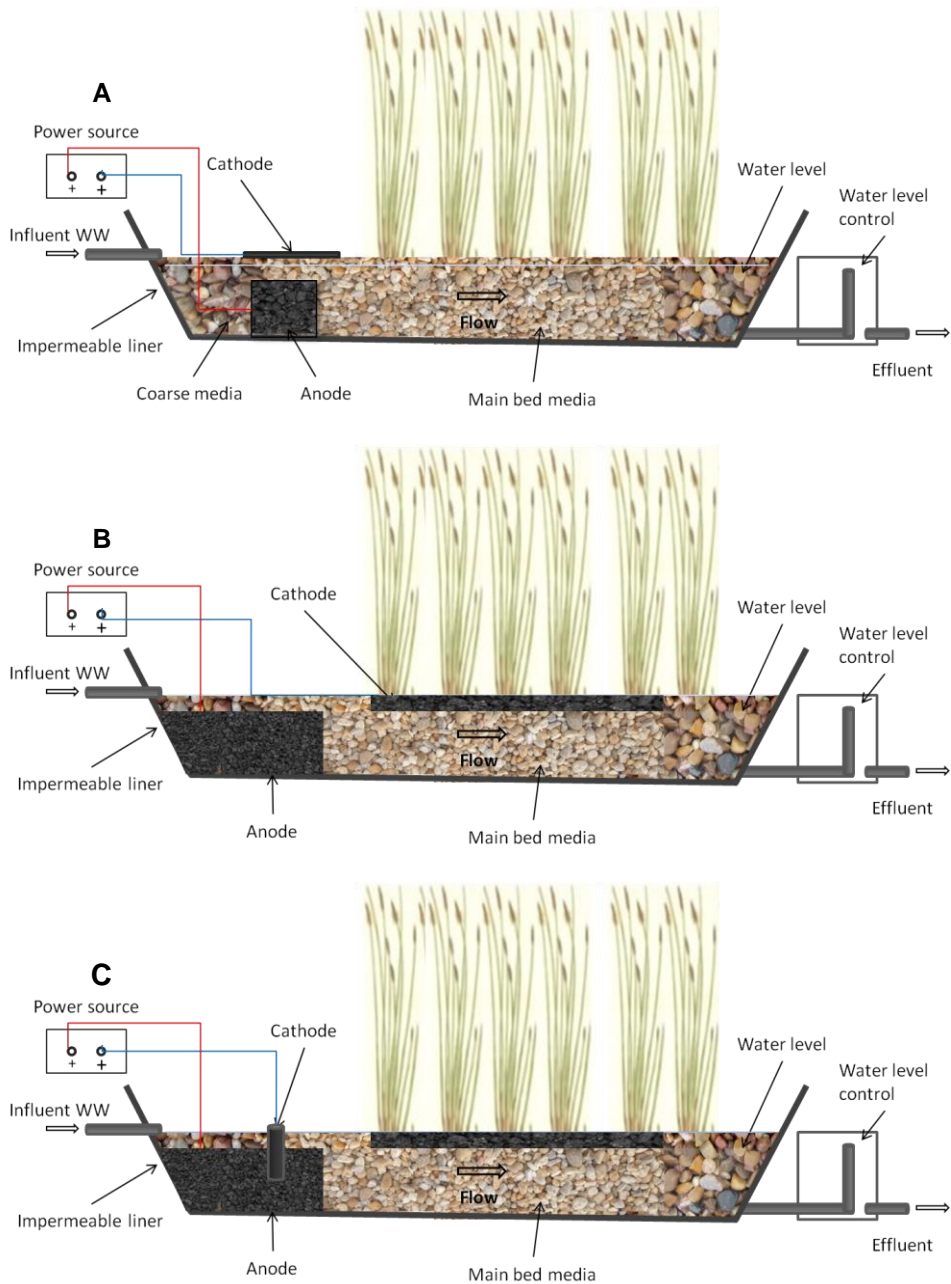 A
Power source
Cathode
Water level
Water level
control
+ +
Influent WW
Flow
Impermeable liner
Coarse media
Anode
Main bed media
Effluent
B
Power source
Cathode
Water level
Water level
control
+ +
Influent WW
Flow
Impermeable liner
Anode
Main bed media
Effluent
C
Power source
Cathode
Water level
Water level
control
+ +
Influent WW
Flow
Impermeable liner
Anode
Main bed media
Effluent